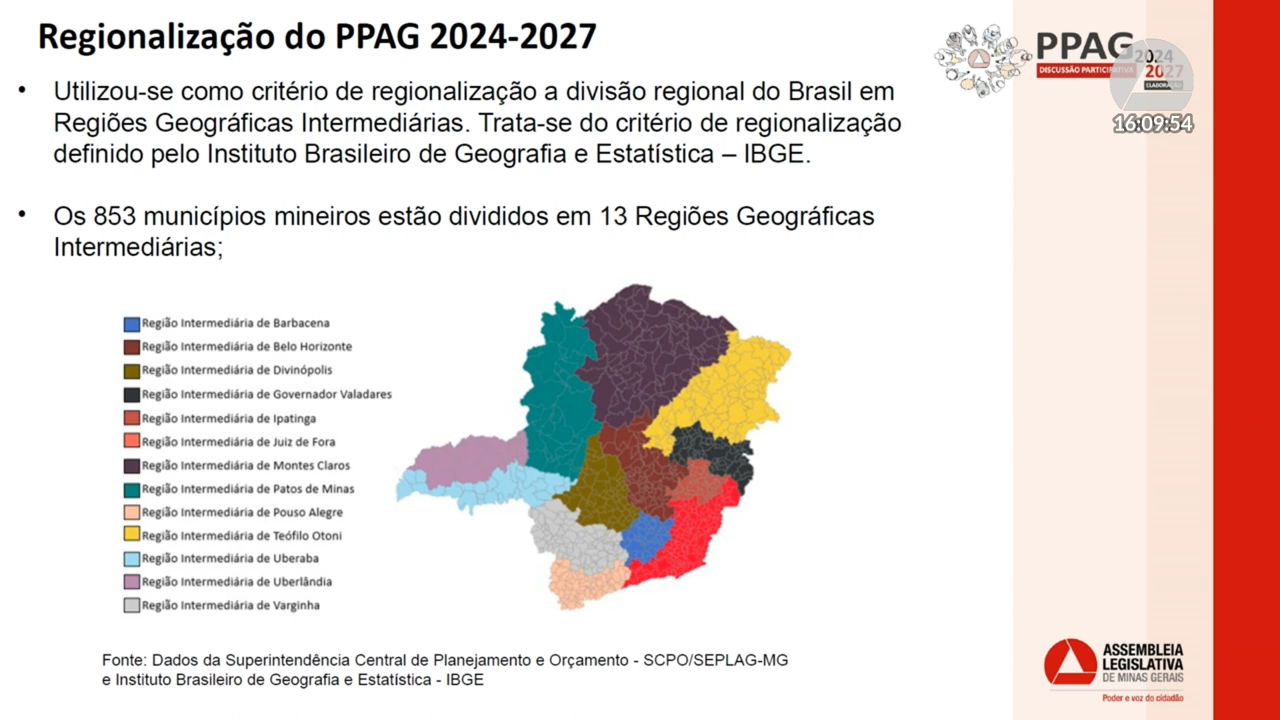 Regionalização do PPAG 2024-2027
• Utilizou-se como critério de regionalização a divisão regional do Brasil em
Regiões Geográficas Intermediárias. Trata-se do critério de regionalização
definido pelo Instituto Brasileiro de Geografia e Estatística – IBGE.
• Os 853 municípios mineiros estão divididos em 13 Regiões Geográficas
Intermediárias;
Região Intermediária de Barbacena
Região Intermediária de Belo Horizonte
Região Intermediária de Divinópolis
Região Intermediária de Governador Valadares
Região Intermediária de Ipatinga
Região Intermediária de Juiz de Fora
Região Intermediária de Montes Claros
Região Intermediária de Patos de Minas
Região Intermediária de Pouso Alegre
Região Intermediária de Teófilo Otoni
Região Intermediária de Uberaba
Região Intermediária de Uberlândia
Região Intermediária de Varginha
Fonte: Dados da Superintendência Central de Planejamento e Orçamento - SCPO/SEPLAG-MG
e Instituto Brasileiro de Geografia e Estatística - IBGE
PPAG
2024
2027
DISCUSSÃO PARTICIPATIVA
ELABORAÇÃO
16:09:54
ASSEMBLEIA
LEGISLATIVA
DE MINAS GERAIS
Poder e voz do cidadão